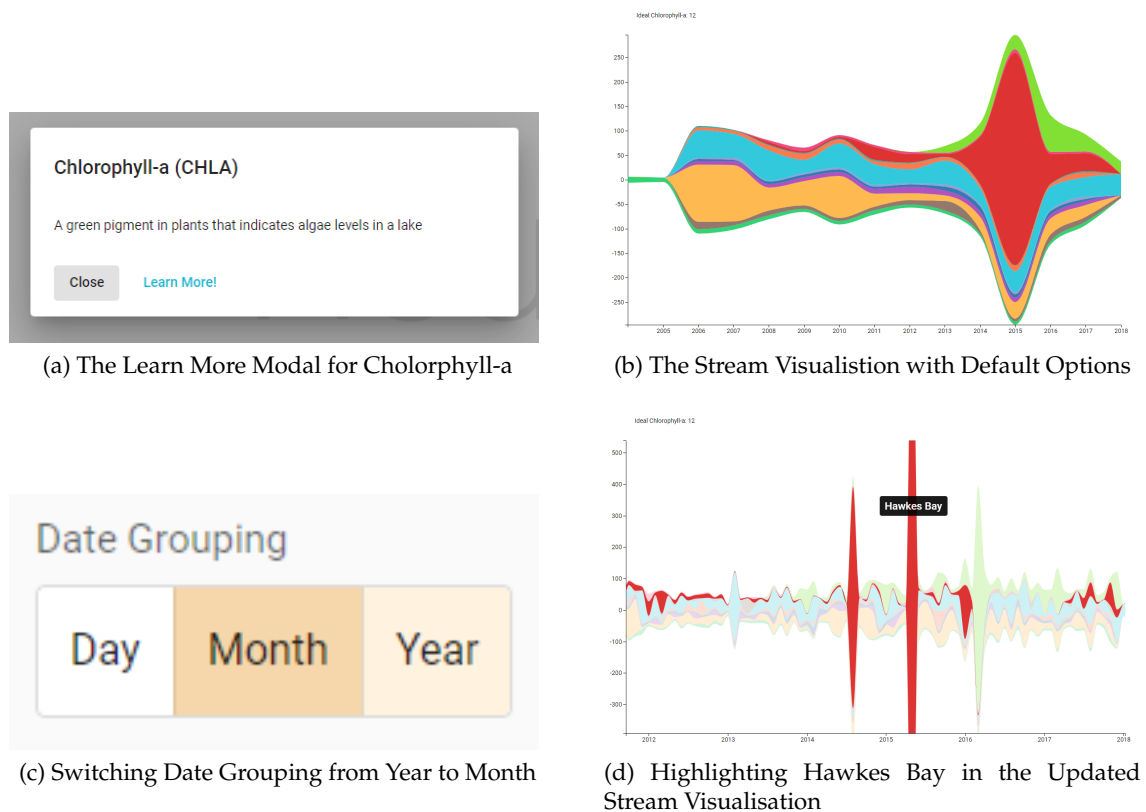 Chlorophyll-a (CHLA)
A green pigment in plants that indicates algae levels in a lake
Close Learn More!
(a) The Learn More Modal for Cholorphyll-a
Ideal Chlorophyll-a: 12
250
200
150
100
50
0
-50
-100
-150
-200
-250
2005 2006 2007 2008 2009 2010 2011 2012 2013 2014 2015 2016 2017 2018
(b) The Stream Visualistion with Default Options
Date Grouping
Day Month Year
(c) Switching Date Grouping from Year to Month
Ideal Chlorophyll-a: 12
500
400
300
200
100
0
-100
-200
-300
Hawkes Bay
2012 2013 2014 2015 2016 2017 2018
(d) Highlighting Hawkes Bay in the Updated
Stream Visualisation